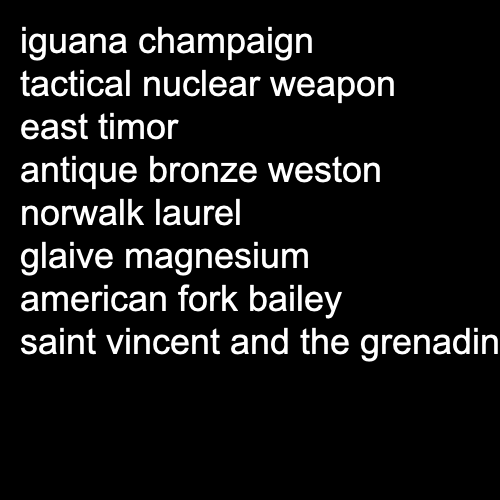 iguana champaign
tactical nuclear weapon
east timor
antique bronze weston
norwalk laurel
glaive magnesium
american fork bailey
saint vincent and the grenadin